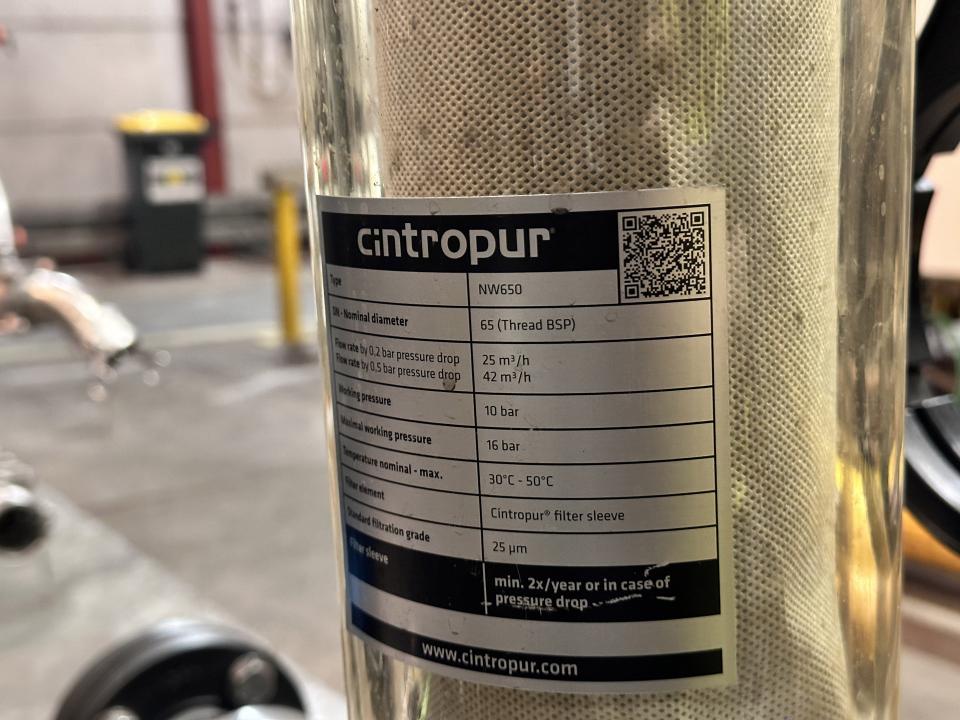 cintropur®
Type NW650
DN - Nominal diameter 65 (Thread BSP)
Flow rate by 0.2 bar pressure drop 25 m³/h
Flow rate by 0.5 bar pressure drop 42 m³/h
Working pressure 10 bar
Maximal working pressure 16 bar
Temperature nominal - max. 30°C - 50°C
Filter element Cintropur® filter sleeve
Standard filtration grade 25 µm
Filter sleeve min. 2x/year or in case of
pressure drop
www.cintropur.com